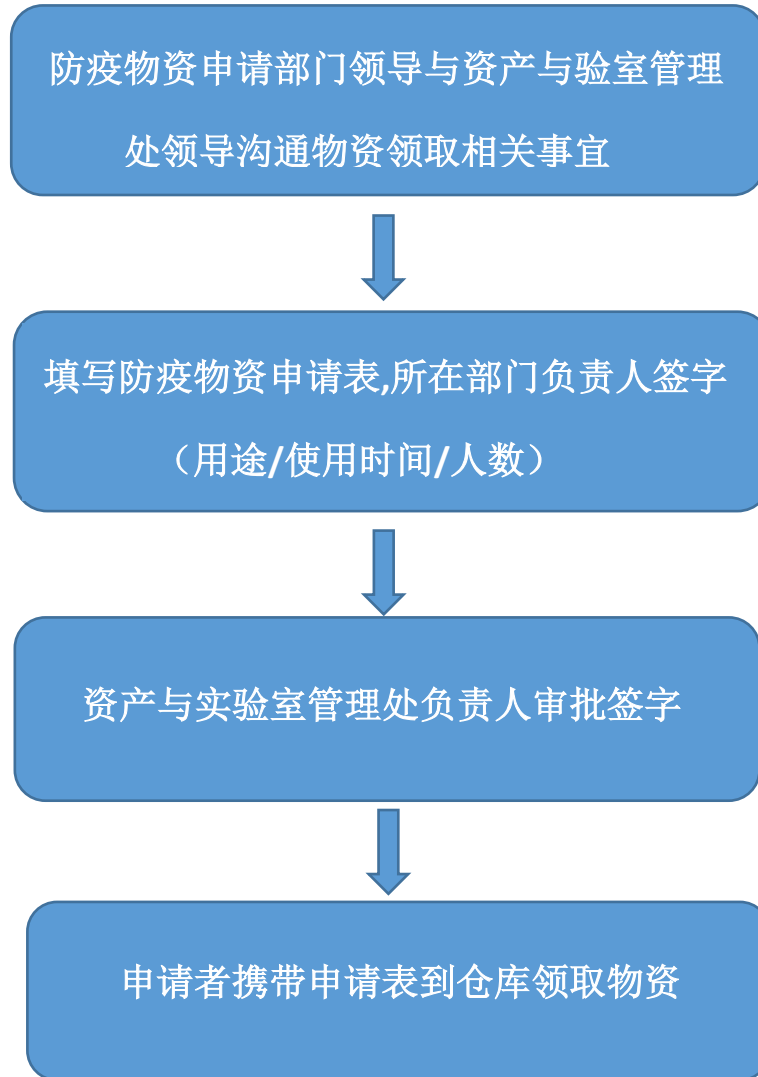 防疫物资申请部门领导与资产与验室管理
处领导沟通物资领取相关事宜
填写防疫物资申请表,所在部门负责人签字
（用途/使用时间/人数）
资产与实验室管理处负责人审批签字
申请者携带申请表到仓库领取物资